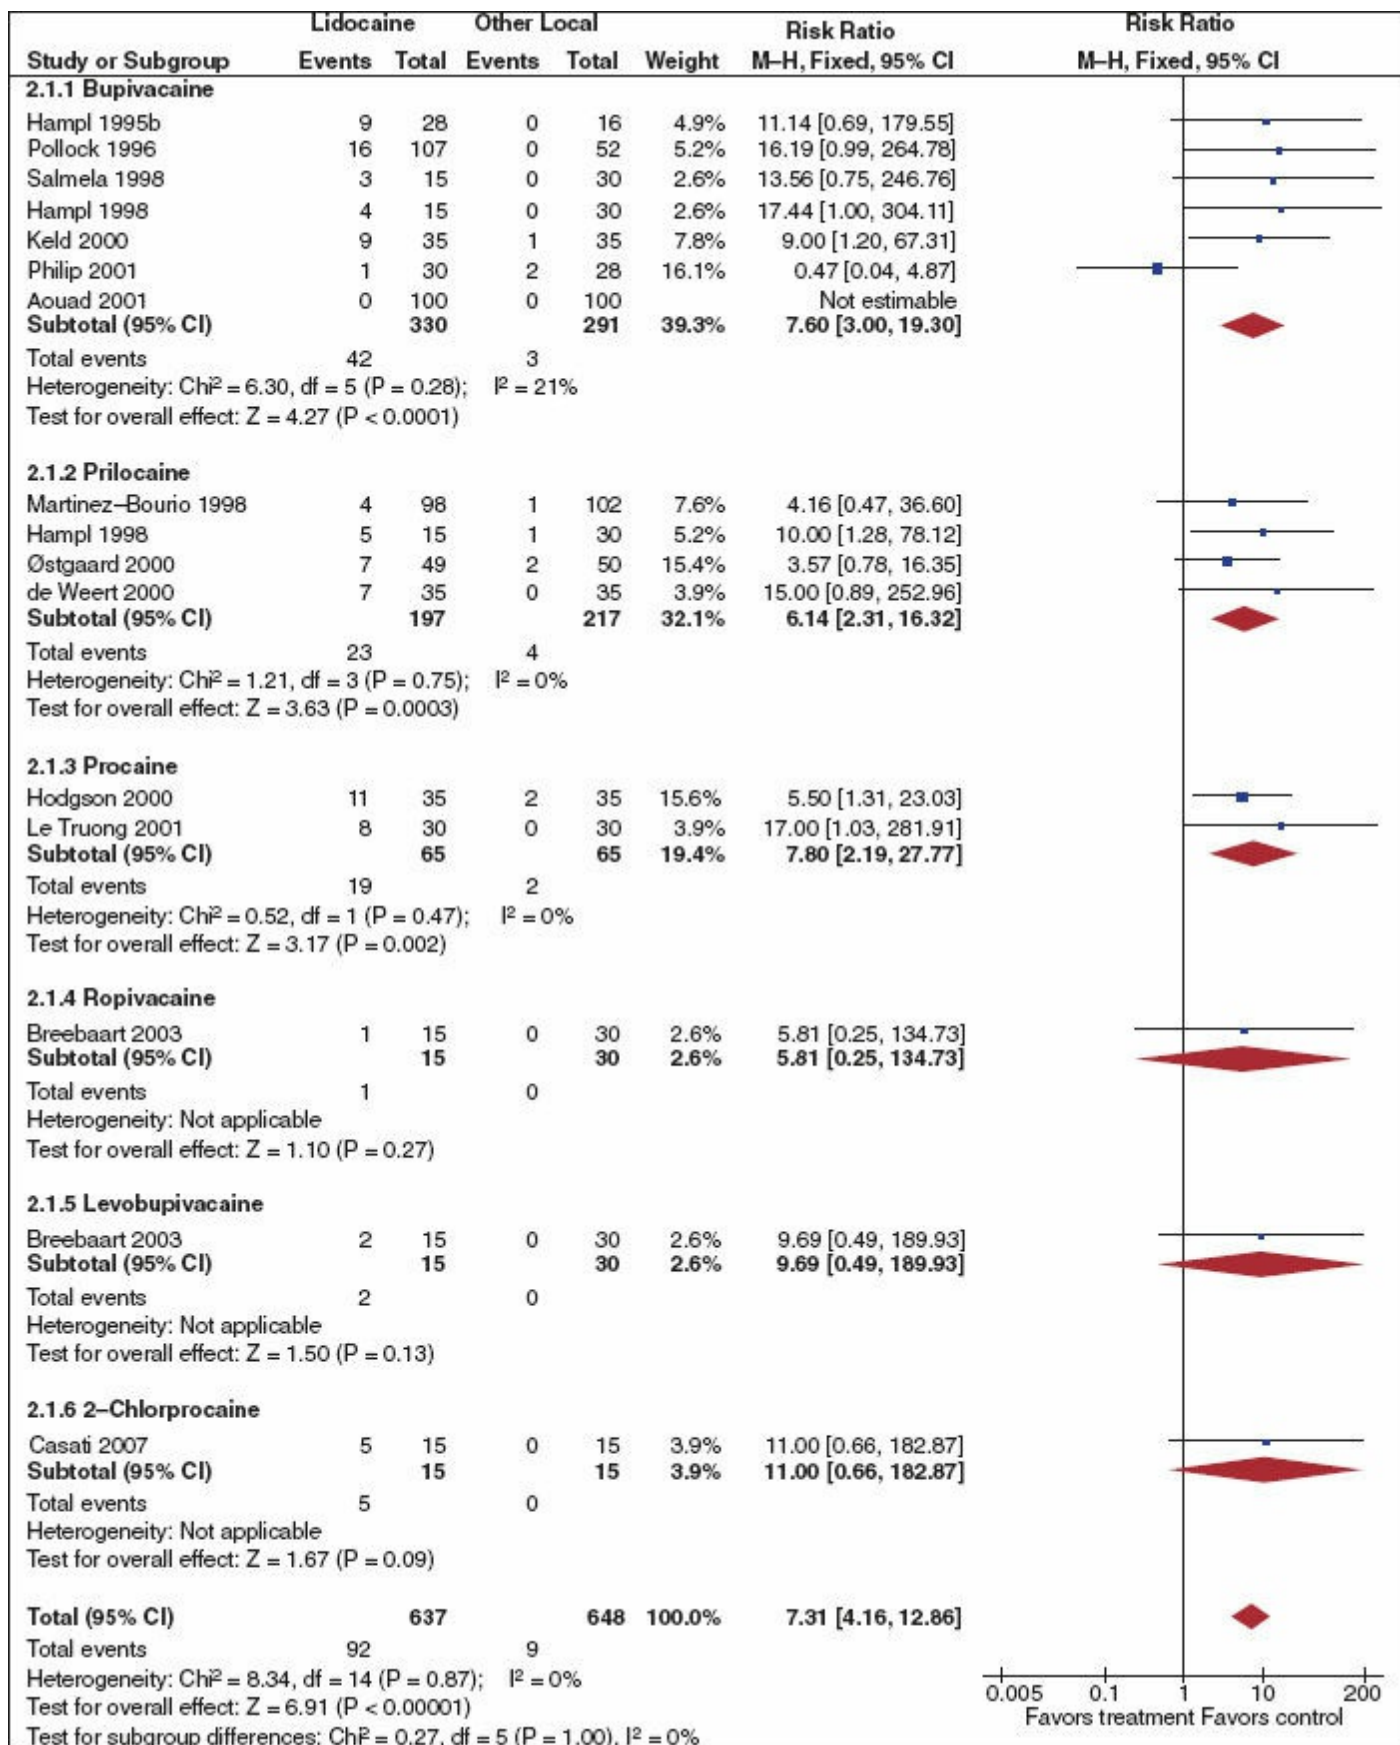 Lidocaine Other Local Risk Ratio Risk Ratio
Study or Subgroup Events Total Events Total Weight M–H, Fixed, 95% CI M–H, Fixed, 95% CI
2.1.1 Bupivacaine
Hampl 1995b 9 28 0 16 4.9% 11.14 [0.69, 179.55]
Pollock 1996 16 107 0 52 5.2% 16.19 [0.99, 264.78]
Salmela 1998 3 15 0 30 2.6% 13.56 [0.75, 246.76]
Hampl 1998 4 15 0 30 2.6% 17.44 [1.00, 304.11]
Keld 2000 9 35 1 35 7.8% 9.00 [1.20, 67.31]
Philip 2001 1 30 2 28 16.1% 0.47 [0.04, 4.87]
Aouad 2001 0 100 0 100 Not estimable
Subtotal (95% CI) 330 291 39.3% 7.60 [3.00, 19.30]
Total events 42 3
Heterogeneity: Chi² = 6.30, df = 5 (P = 0.28); I² = 21%
Test for overall effect: Z = 4.27 (P < 0.0001)
2.1.2 Prilocaine
Martinez–Bourio 1998 4 98 1 102 7.6% 4.16 [0.47, 36.60]
Hampl 1998 5 15 1 30 5.2% 10.00 [1.28, 78.12]
Østgaard 2000 7 49 2 50 15.4% 3.57 [0.78, 16.35]
de Weert 2000 7 35 0 35 3.9% 15.00 [0.89, 252.96]
Subtotal (95% CI) 197 217 32.1% 6.14 [2.31, 16.32]
Total events 23 4
Heterogeneity: Chi² = 1.21, df = 3 (P = 0.75); I² = 0%
Test for overall effect: Z = 3.63 (P = 0.0003)
2.1.3 Procaine
Hodgson 2000 11 35 2 35 15.6% 5.50 [1.31, 23.03]
Le Truong 2001 8 30 0 30 3.9% 17.00 [1.03, 281.91]
Subtotal (95% CI) 65 65 19.4% 7.80 [2.19, 27.77]
Total events 19 2
Heterogeneity: Chi² = 0.52, df = 1 (P = 0.47); I² = 0%
Test for overall effect: Z = 3.17 (P = 0.002)
2.1.4 Ropivacaine
Breebaart 2003 1 15 0 30 2.6% 5.81 [0.25, 134.73]
Subtotal (95% CI) 15 30 2.6% 5.81 [0.25, 134.73]
Total events 1 0
Heterogeneity: Not applicable
Test for overall effect: Z = 1.10 (P = 0.27)
2.1.5 Levobupivacaine
Breebaart 2003 2 15 0 30 2.6% 9.69 [0.49, 189.93]
Subtotal (95% CI) 15 30 2.6% 9.69 [0.49, 189.93]
Total events 2 0
Heterogeneity: Not applicable
Test for overall effect: Z = 1.50 (P = 0.13)
2.1.6 2–Chlorprocaine
Casati 2007 5 15 0 15 3.9% 11.00 [0.66, 182.87]
Subtotal (95% CI) 15 15 3.9% 11.00 [0.66, 182.87]
Total events 5 0
Heterogeneity: Not applicable
Test for overall effect: Z = 1.67 (P = 0.09)
Total (95% CI) 637 648 100.0% 7.31 [4.16, 12.86]
Total events 92 9
Heterogeneity: Chi² = 8.34, df = 14 (P = 0.87); I² = 0%
Test for overall effect: Z = 6.91 (P < 0.00001)
Test for subgroup differences: Chi² = 0.27, df = 5 (P = 1.00), I² = 0%
0.005 0.1 1 10 200
Favors treatment Favors control